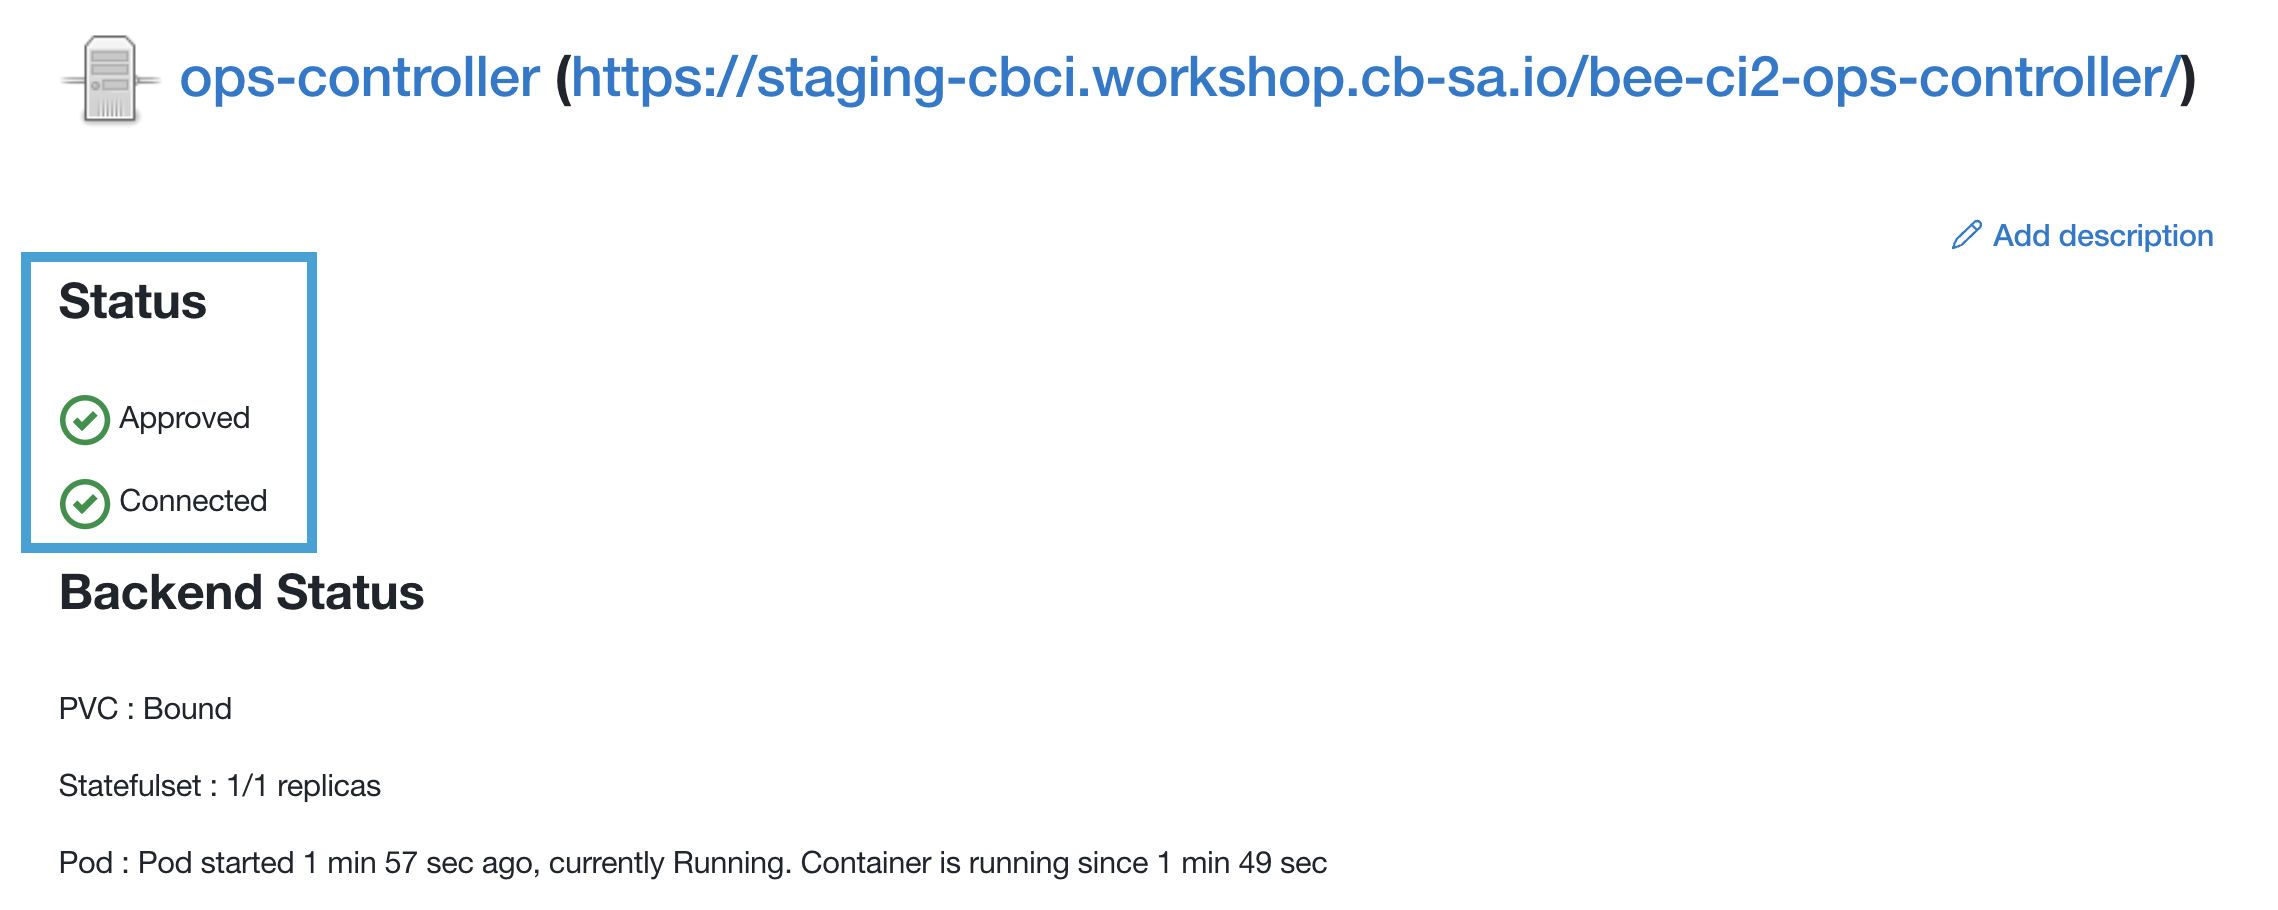 ops-controller (https://staging-cbci.workshop.cb-sa.io/bee-ci2-ops-controller/)
Add description
Status
Approved
Connected
Backend Status
PVC : Bound
Statefulset : 1/1 replicas
Pod : Pod started 1 min 57 sec ago, currently Running. Container is running since 1 min 49 sec